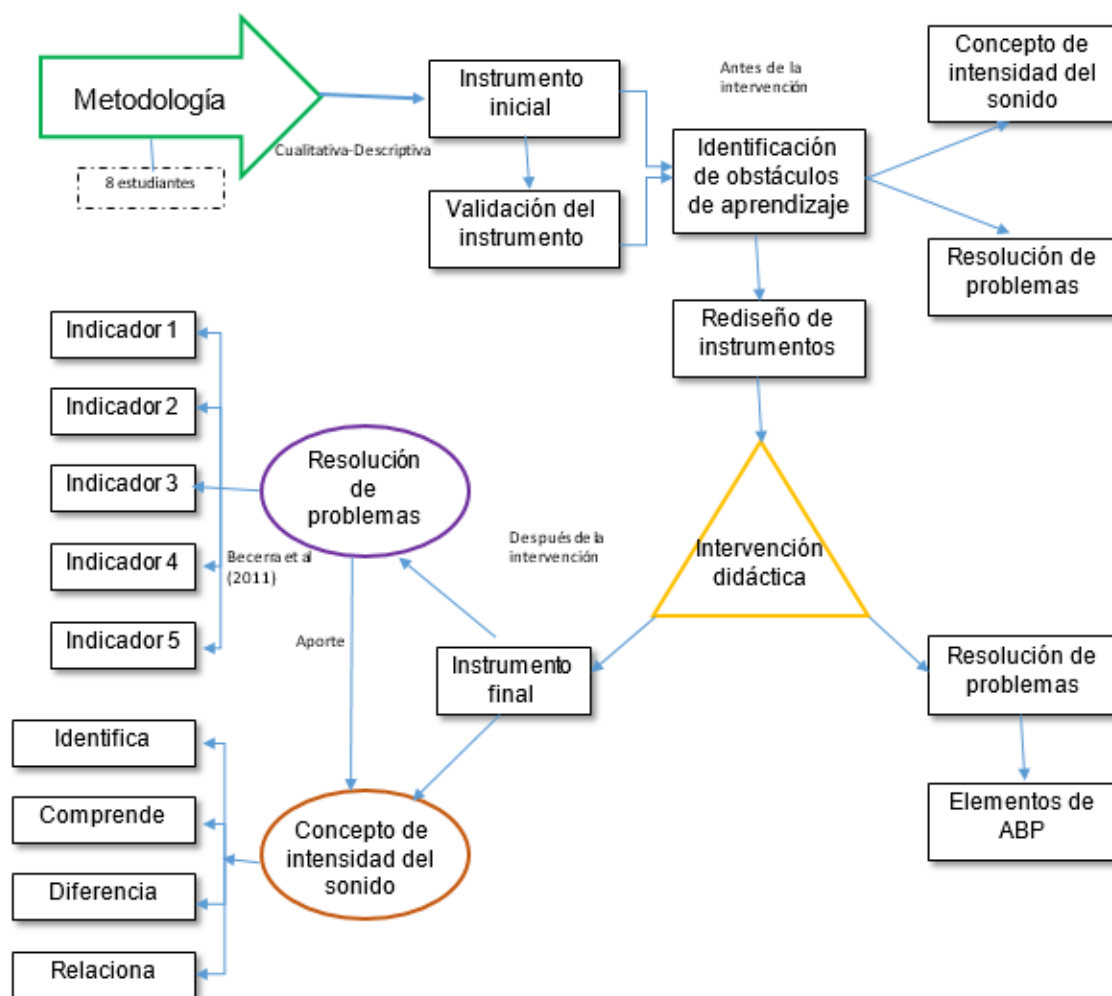 Metodología
8 estudiantes
Cualitativa-Descriptiva
Instrumento
inicial
Validación del
instrumento
Antes de la
intervención
Identificación
de obstáculos
de aprendizaje
Concepto de
intensidad del
sonido
Resolución de
problemas
Rediseño de
instrumentos
Intervención
didáctica
Resolución de
problemas
Elementos de
ABP
Después de la
intervención
Instrumento
final
Resolución
de
problemas
Becerra et al
(2011)
Indicador 1
Indicador 2
Indicador 3
Indicador 4
Indicador 5
Aporte
Concepto de
intensidad del
sonido
Identifica
Comprende
Diferencia
Relaciona